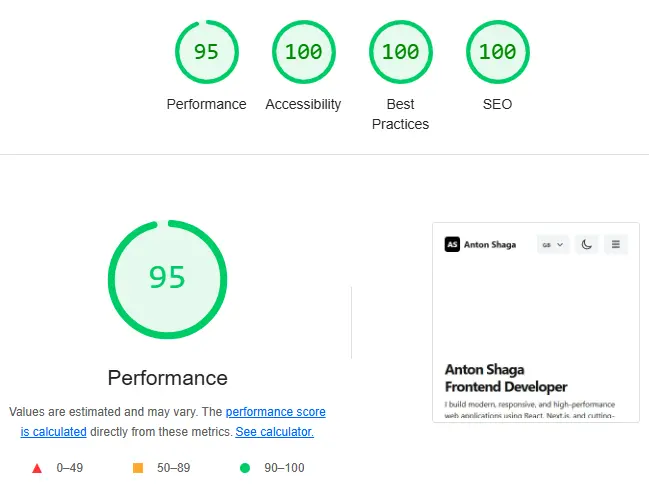 95
100
100
100
Performance
Accessibility
Best
Practices
SEO
95
Performance
Values are estimated and may vary. The performance score
is calculated directly from these metrics. See calculator.
0–49
50–89
90–100
AS Anton Shaga
GB
Anton Shaga
Frontend Developer
I build modern, responsive, and high-performance
web applications using React, Next.js, and cutting-